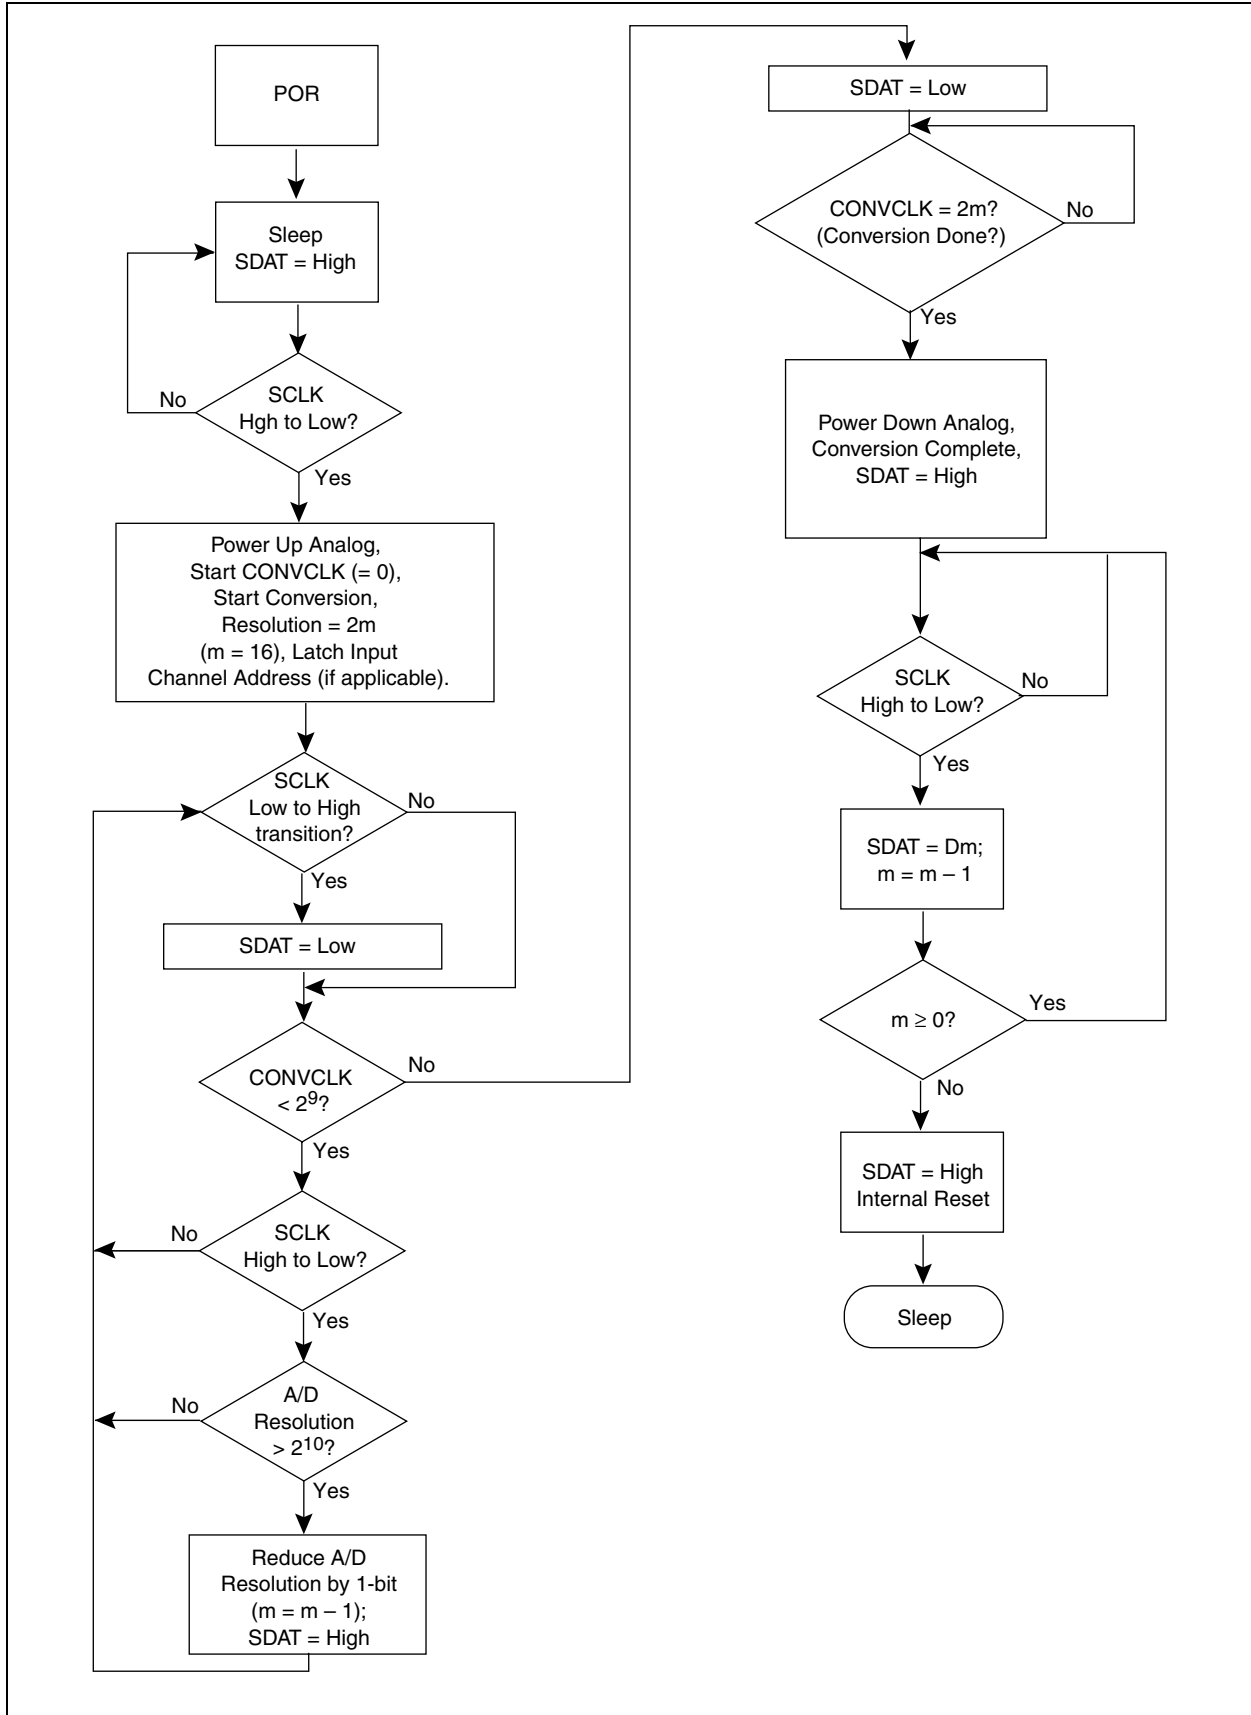 POR
Sleep
SDAT = High
SCLK
Hgh to Low?
No
Yes
Power Up Analog,
Start CONVCLK (= 0),
Start Conversion,
Resolution = 2m
(m = 16), Latch Input
Channel Address (if applicable).
SCLK
Low to High
transition?
No
Yes
SDAT = Low
CONVCLK
< 2⁹?
No
Yes
SCLK
High to Low?
No
Yes
A/D
Resolution
> 2¹⁰?
No
Yes
Reduce A/D
Resolution by 1-bit
(m = m – 1);
SDAT = High
SDAT = Low
CONVCLK = 2m?
(Conversion Done?)
No
Yes
Power Down Analog,
Conversion Complete,
SDAT = High
SCLK
High to Low?
No
Yes
SDAT = Dm;
m = m – 1
m ≥ 0?
Yes
No
SDAT = High
Internal Reset
Sleep